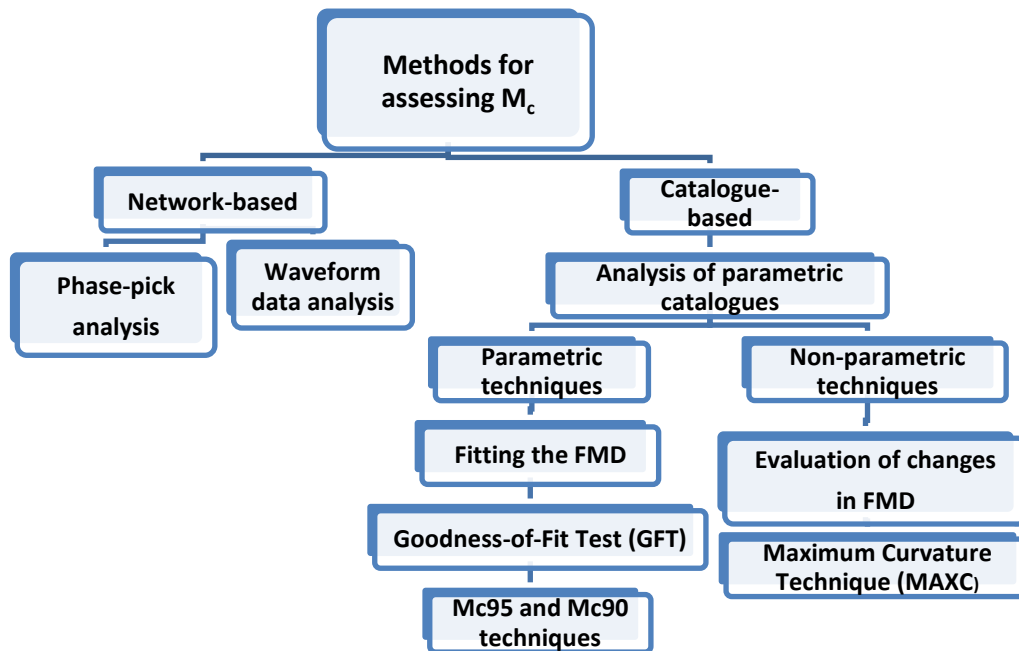 Methods for
assessing Mc
Network-based
Catalogue-
based
Phase-pick
analysis
Waveform
data analysis
Analysis of parametric
catalogues
Parametric
techniques
Non-parametric
techniques
Fitting the FMD
Evaluation of changes
in FMD
Goodness-of-Fit Test (GFT)
Maximum Curvature
Technique (MAXC)
Mc95 and Mc90
techniques